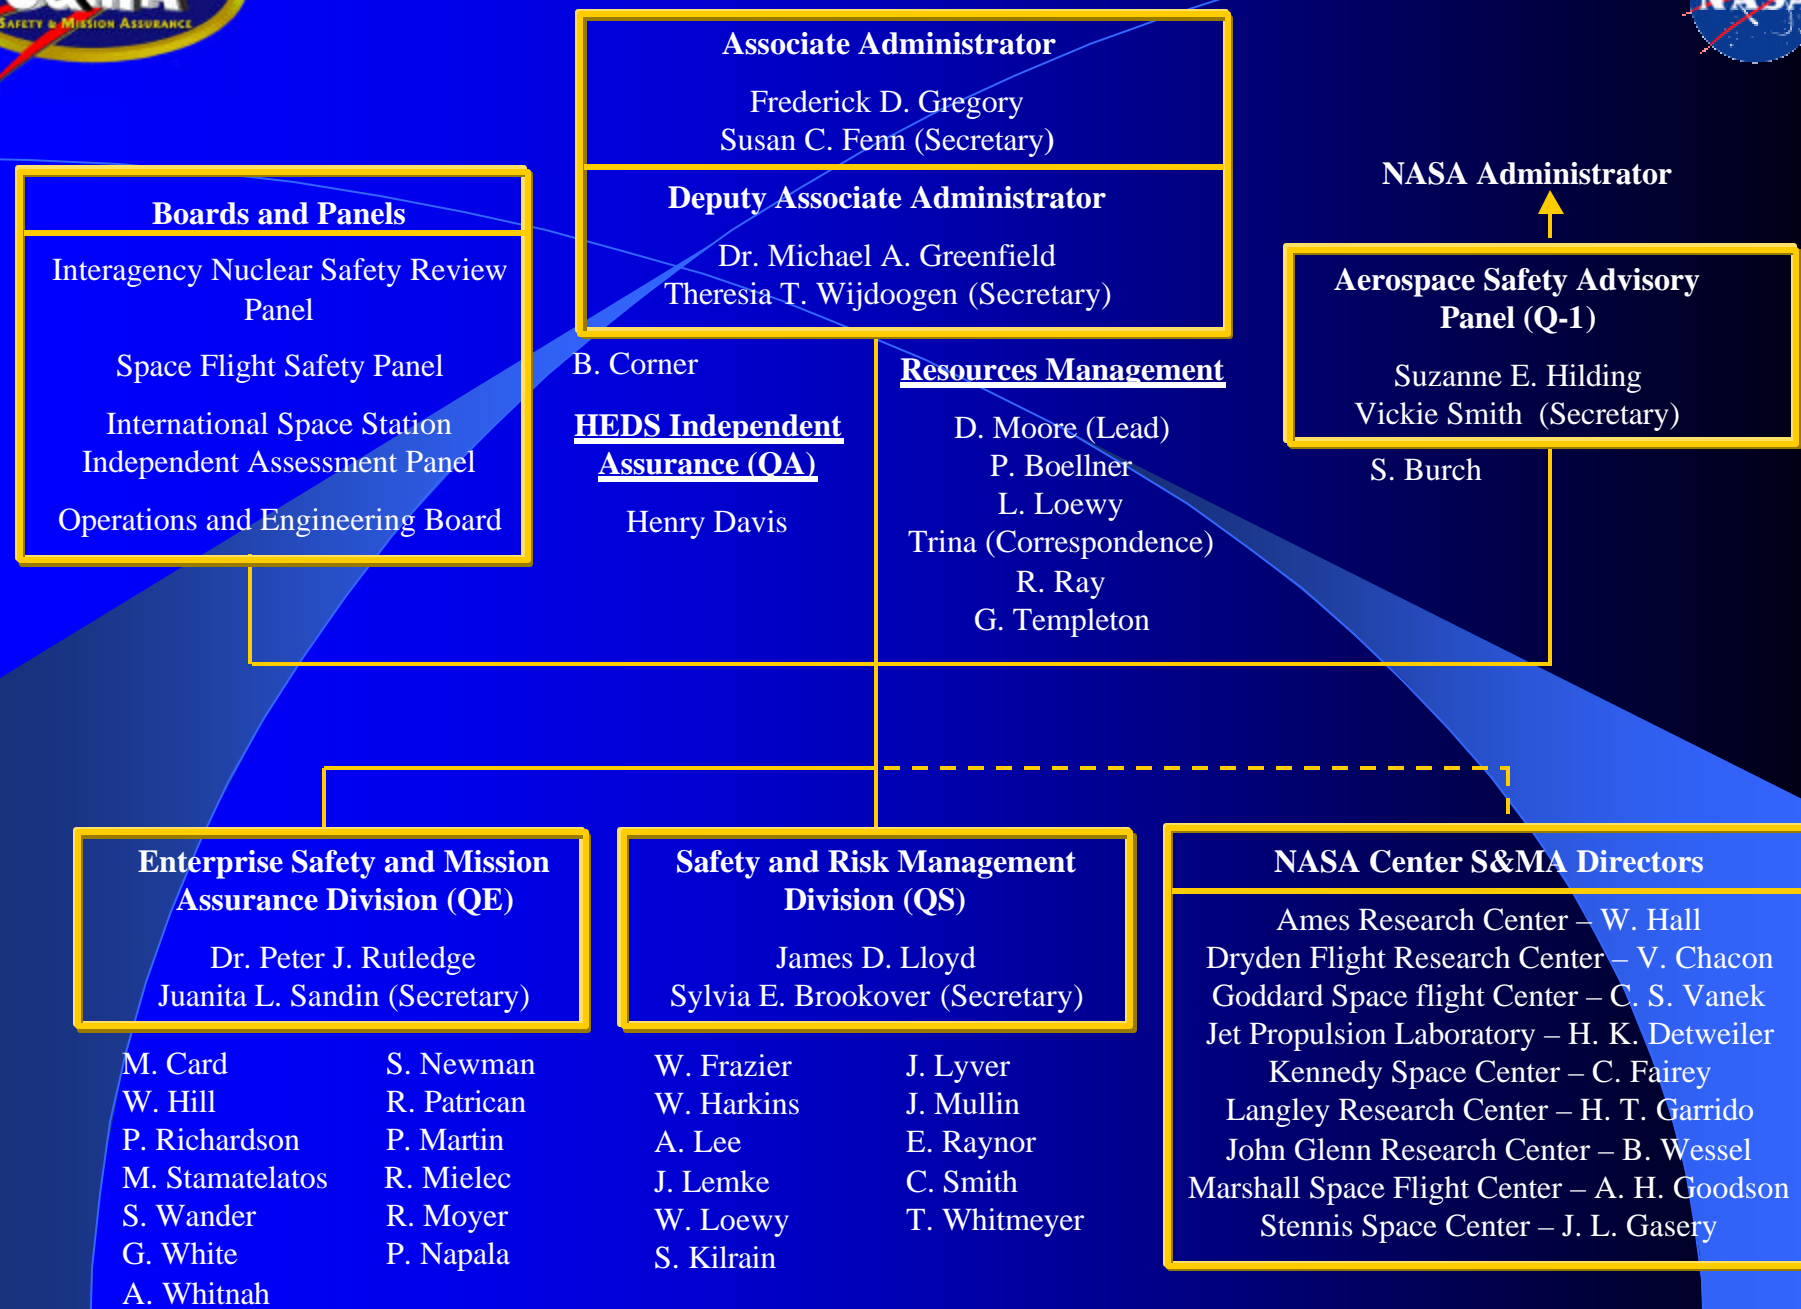 SAFETY & MISSION ASSURANCE
NASA
Associate Administrator
Frederick D. Gregory
Susan C. Fenn (Secretary)
Deputy Associate Administrator
Dr. Michael A. Greenfield
Theresia T. Wijdoogen (Secretary)
Boards and Panels
Interagency Nuclear Safety Review
Panel
Space Flight Safety Panel
International Space Station
Independent Assessment Panel
Operations and Engineering Board
B. Corner
HEDS Independent
Assurance (QA)
Henry Davis
Resources Management
D. Moore (Lead)
P. Boellner
L. Loewy
Trina (Correspondence)
R. Ray
G. Templeton
NASA Administrator
Aerospace Safety Advisory
Panel (Q-1)
Suzanne E. Hilding
Vickie Smith (Secretary)
S. Burch
Enterprise Safety and Mission
Assurance Division (QE)
Dr. Peter J. Rutledge
Juanita L. Sandin (Secretary)
M. Card
W. Hill
P. Richardson
M. Stamatelatos
S. Wander
G. White
A. Whitnah
S. Newman
R. Patrican
P. Martin
R. Mielec
R. Moyer
P. Napala
Safety and Risk Management
Division (QS)
James D. Lloyd
Sylvia E. Brookover (Secretary)
W. Frazier
W. Harkins
A. Lee
J. Lemke
W. Loewy
S. Kilrain
J. Lyver
J. Mullin
E. Raynor
C. Smith
T. Whitmeyer
NASA Center S&MA Directors
Ames Research Center – W. Hall
Dryden Flight Research Center – V. Chacon
Goddard Space flight Center – C. S. Vanek
Jet Propulsion Laboratory – H. K. Detweiler
Kennedy Space Center – C. Fairey
Langley Research Center – H. T. Garrido
John Glenn Research Center – B. Wessel
Marshall Space Flight Center – A. H. Goodson
Stennis Space Center – J. L. Gasery